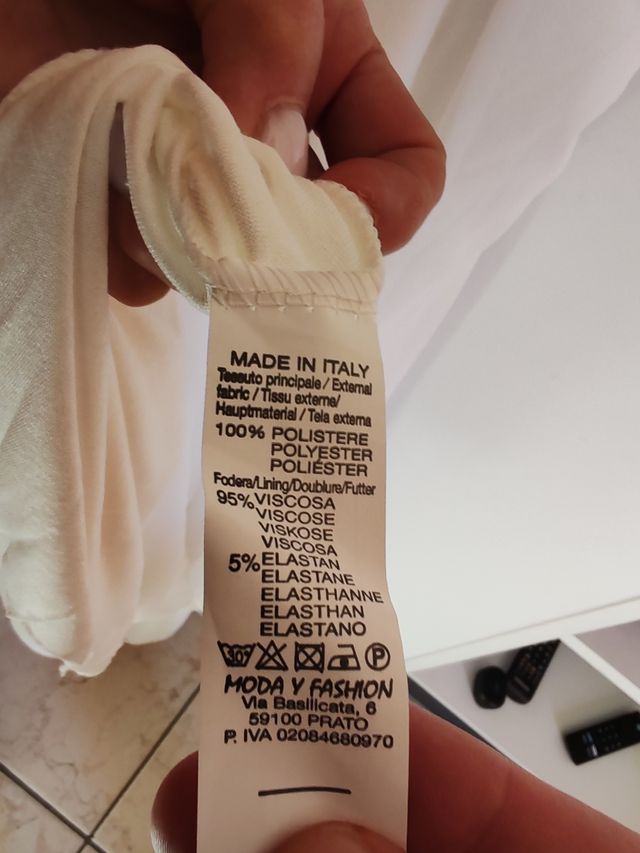 MADE IN ITALY
Tessuto principale / External
fabric / Tissu externe/
Hauptmaterial / Tela externa
100% POLISTERE
POLYESTER
POLIÉSTER
Fodera/Lining/Doublure/Futter
95% VISCOSA
VISCOSE
VISKOSE
VISCOSA
5% ELASTAN
ELASTANE
ELASTHANNE
ELASTHAN
ELASTANO
30° P
MODA Y FASHION
Via Basilicata, 6
59100 PRATO
P. IVA 02084680970